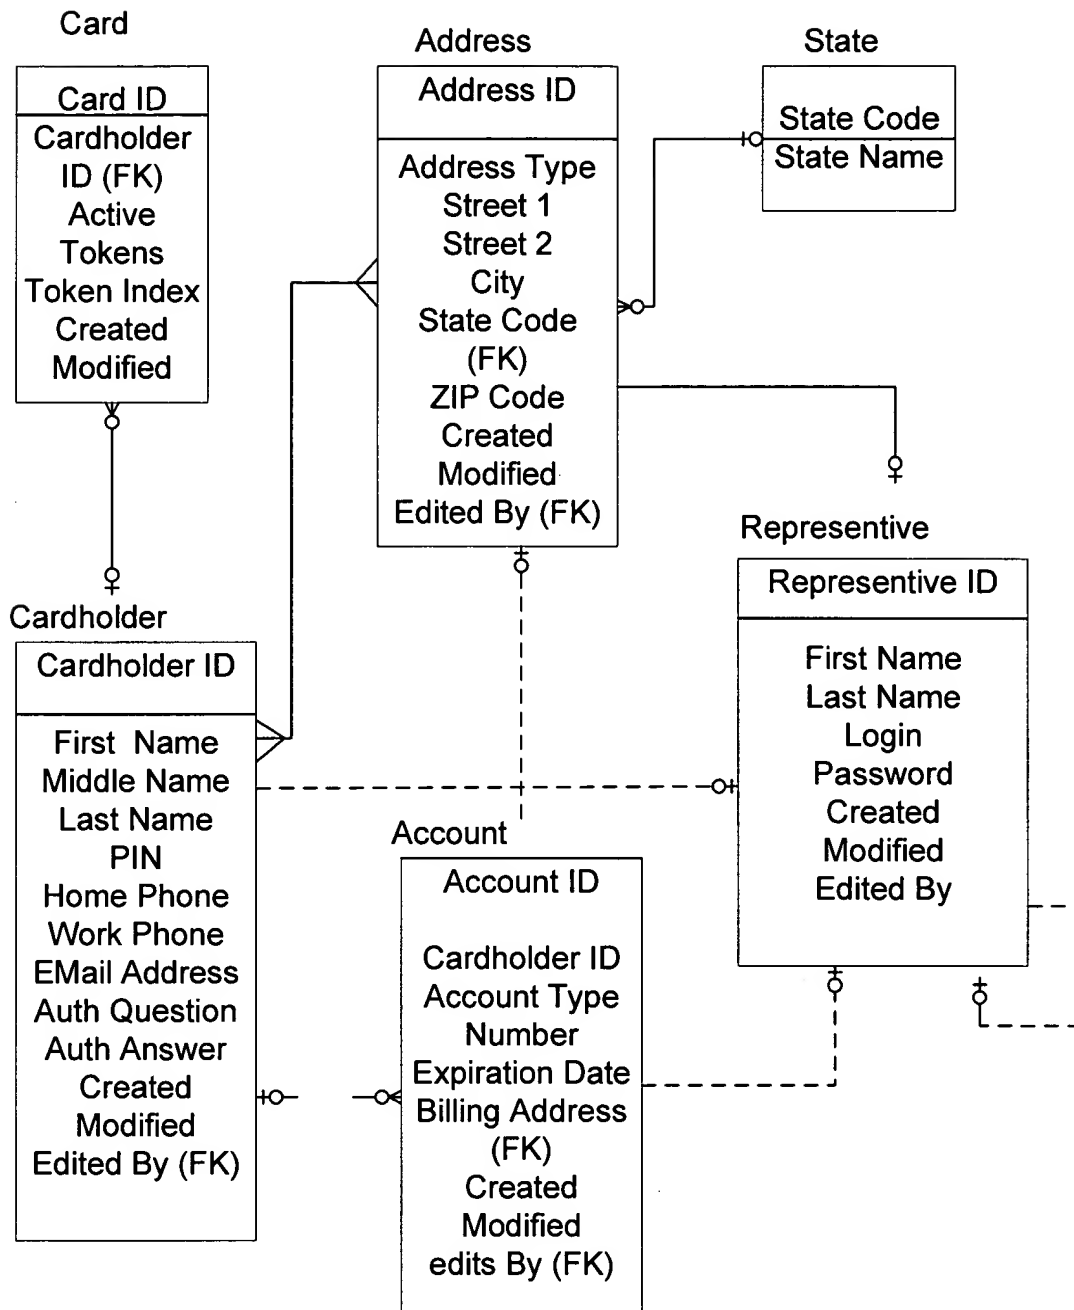 Card
Card ID
Cardholder
ID (FK)
Active
Tokens
Token Index
Created
Modified
Address
Address ID
Address Type
Street 1
Street 2
City
State Code
(FK)
ZIP Code
Created
Modified
Edited By (FK)
State
State Code
State Name
Cardholder
Cardholder ID
First Name
Middle Name
Last Name
PIN
Home Phone
Work Phone
EMail Address
Auth Question
Auth Answer
Created
Modified
Edited By (FK)
Account
Account ID
Cardholder ID
Account Type
Number
Expiration Date
Billing Address
(FK)
Created
Modified
edits By (FK)
Representive
Representive ID
First Name
Last Name
Login
Password
Created
Modified
Edited By